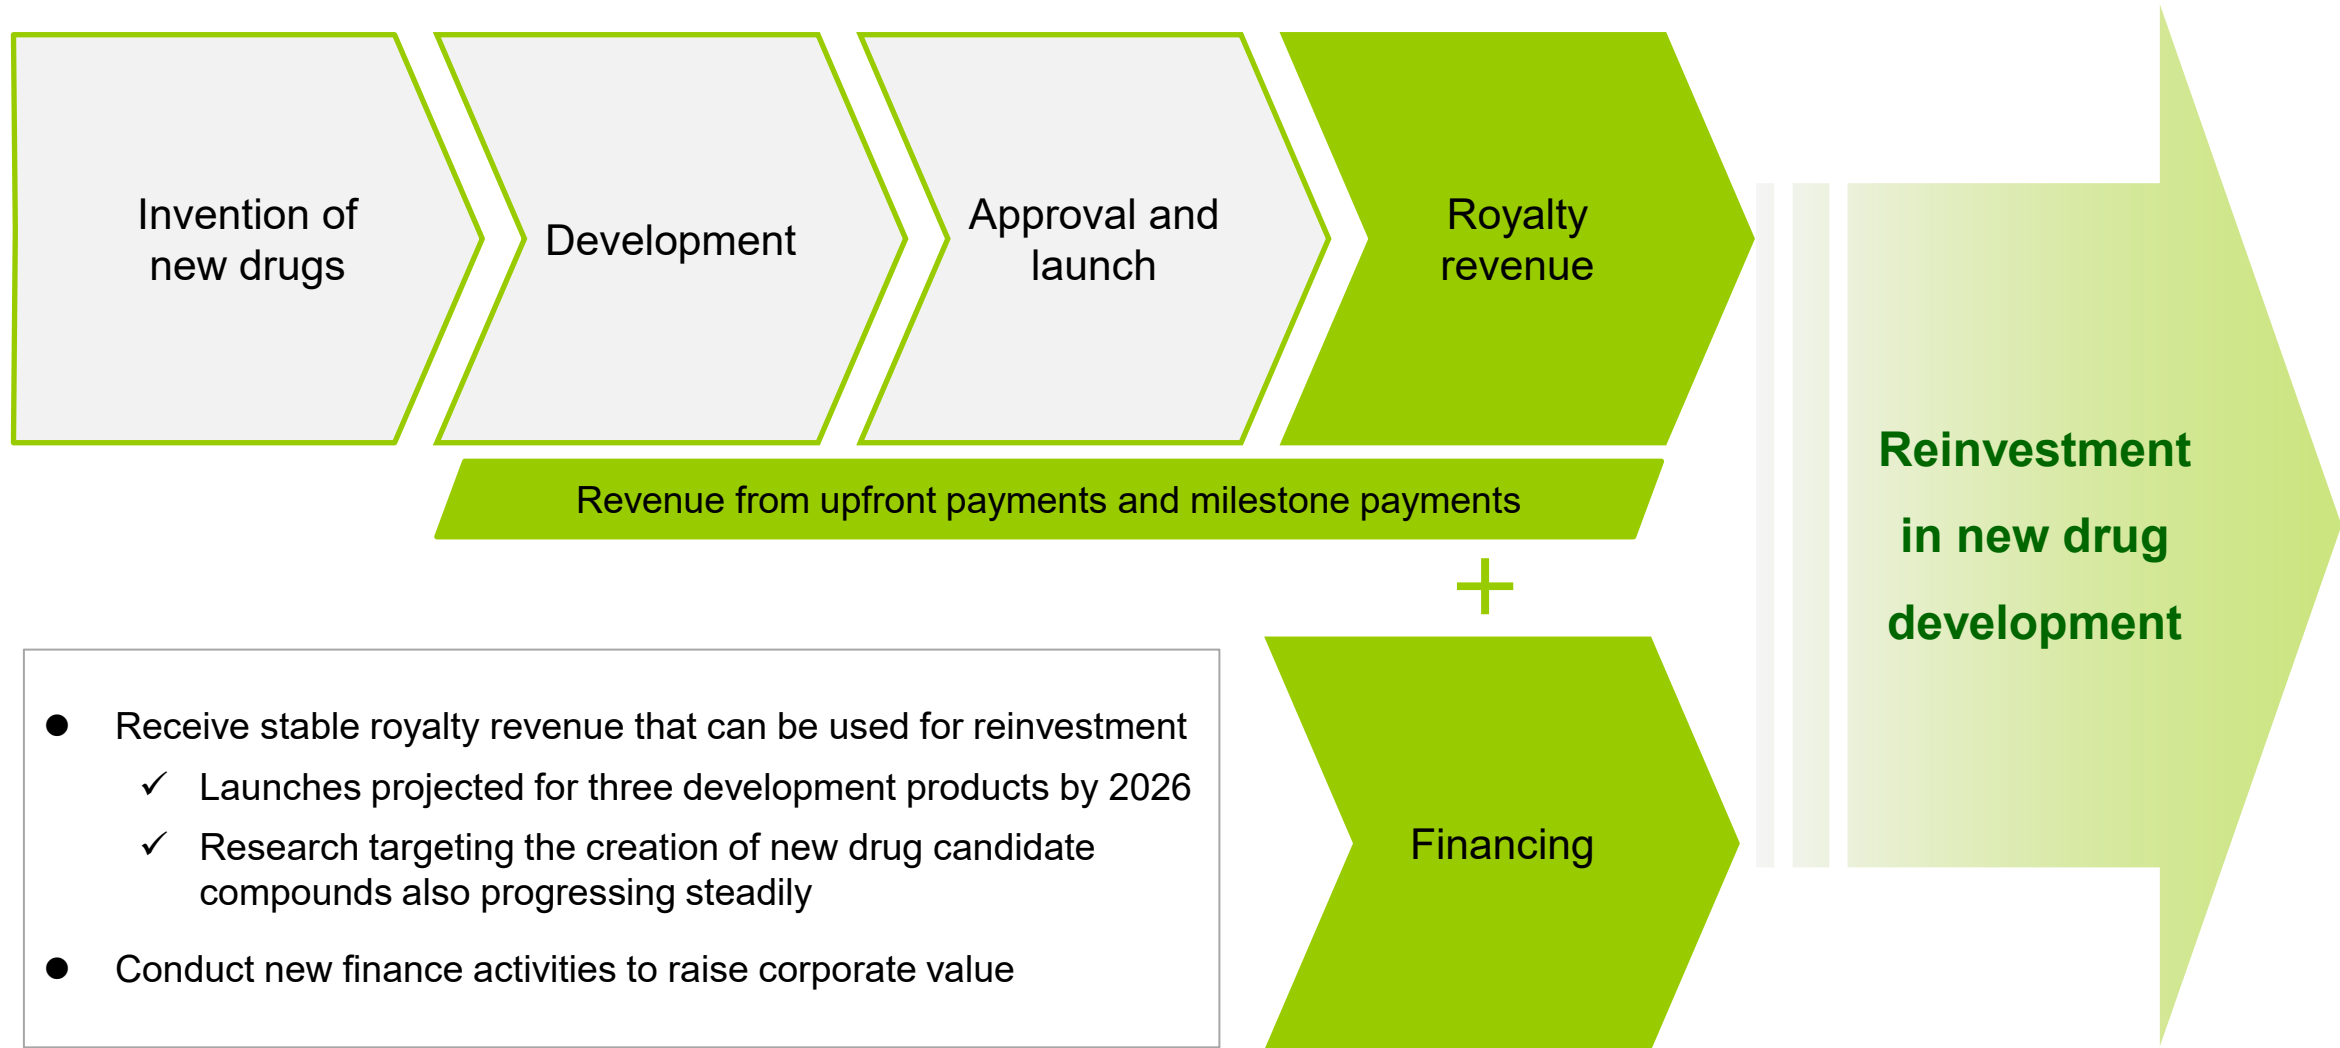 Invention of
new drugs
Development
Approval and
launch
Royalty
revenue
Revenue from upfront payments and milestone payments
+
Financing
Reinvestment
in new drug
development
● Receive stable royalty revenue that can be used for reinvestment
✓ Launches projected for three development products by 2026
✓ Research targeting the creation of new drug candidate
compounds also progressing steadily
● Conduct new finance activities to raise corporate value